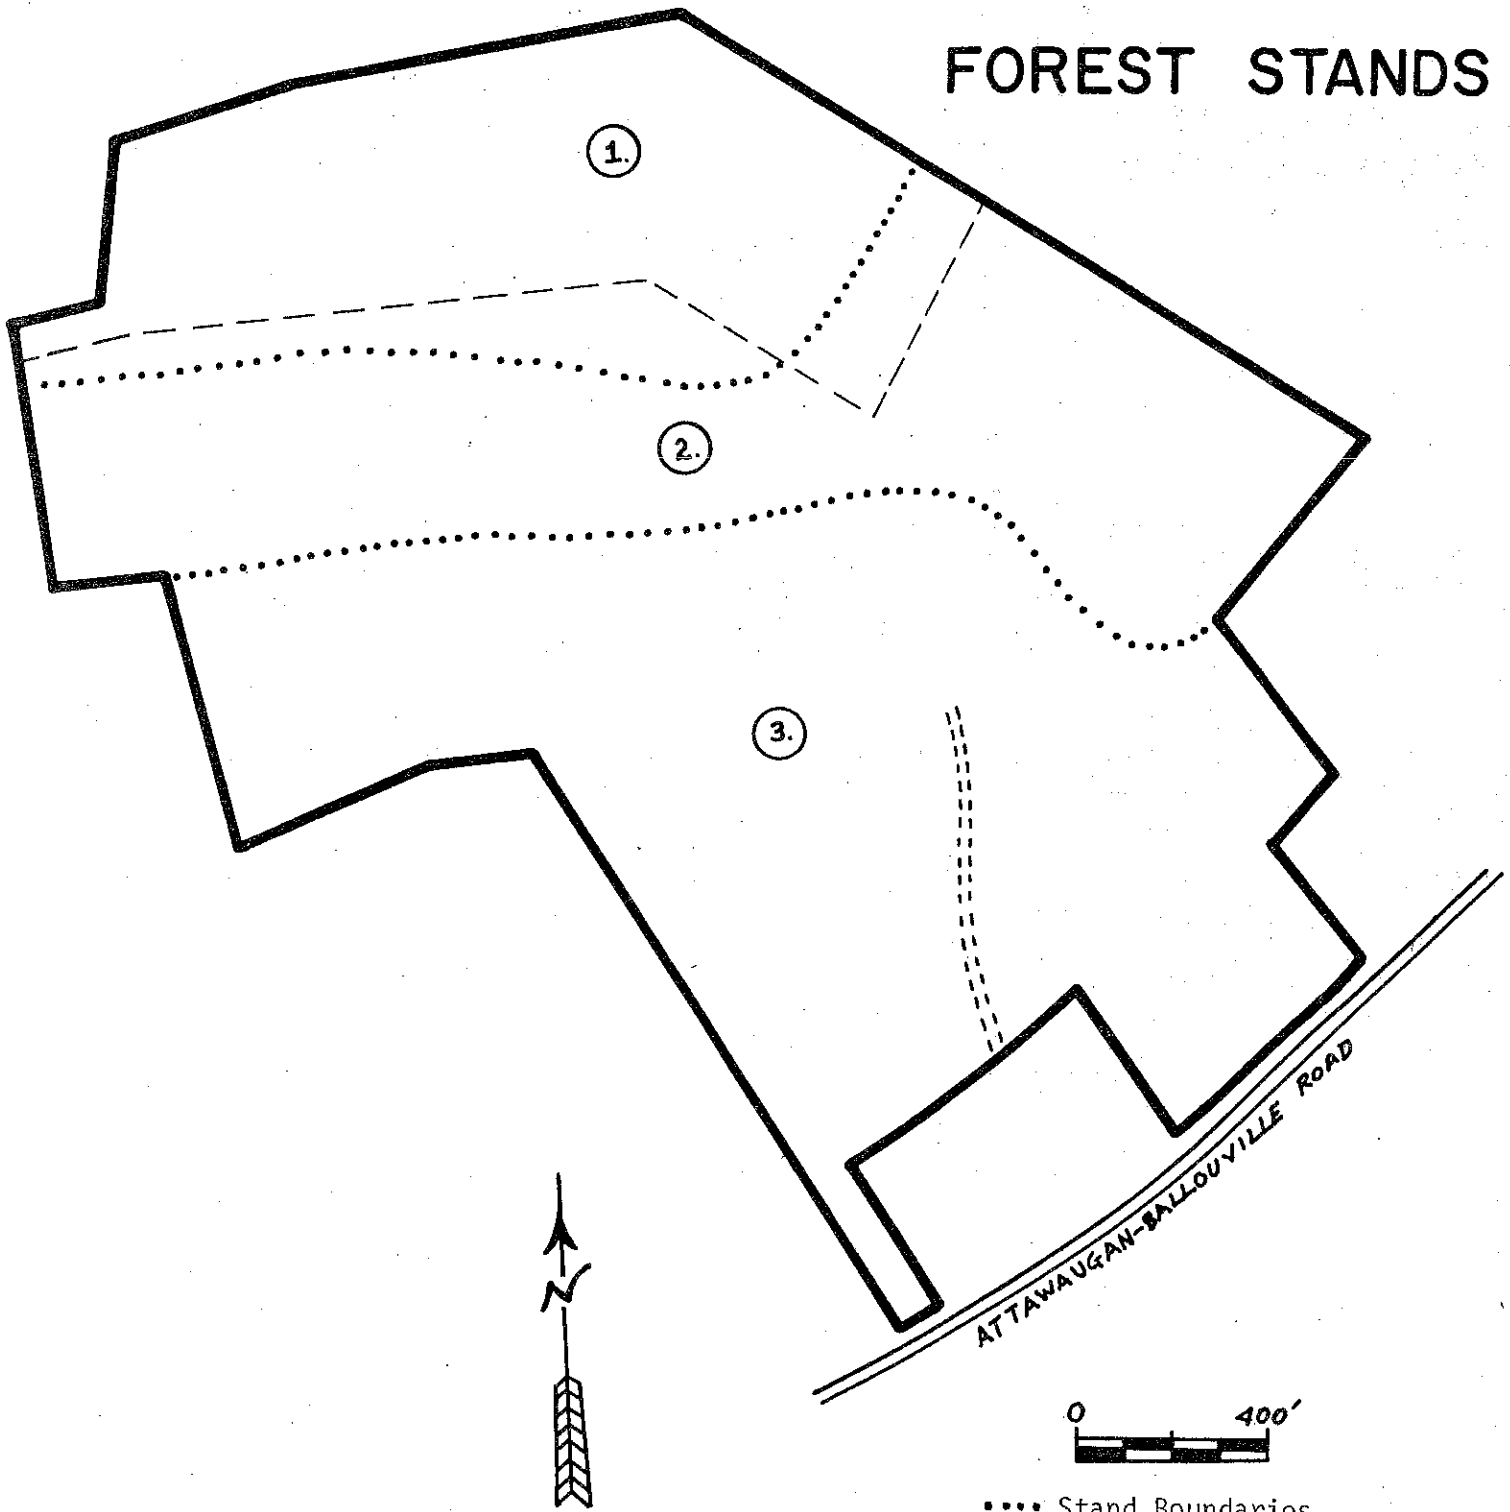 FOREST STANDS
1.
2.
3.
ATTAWAUGAN-BALLOUVILLE ROAD
N
0 400'
Stand Boundaries